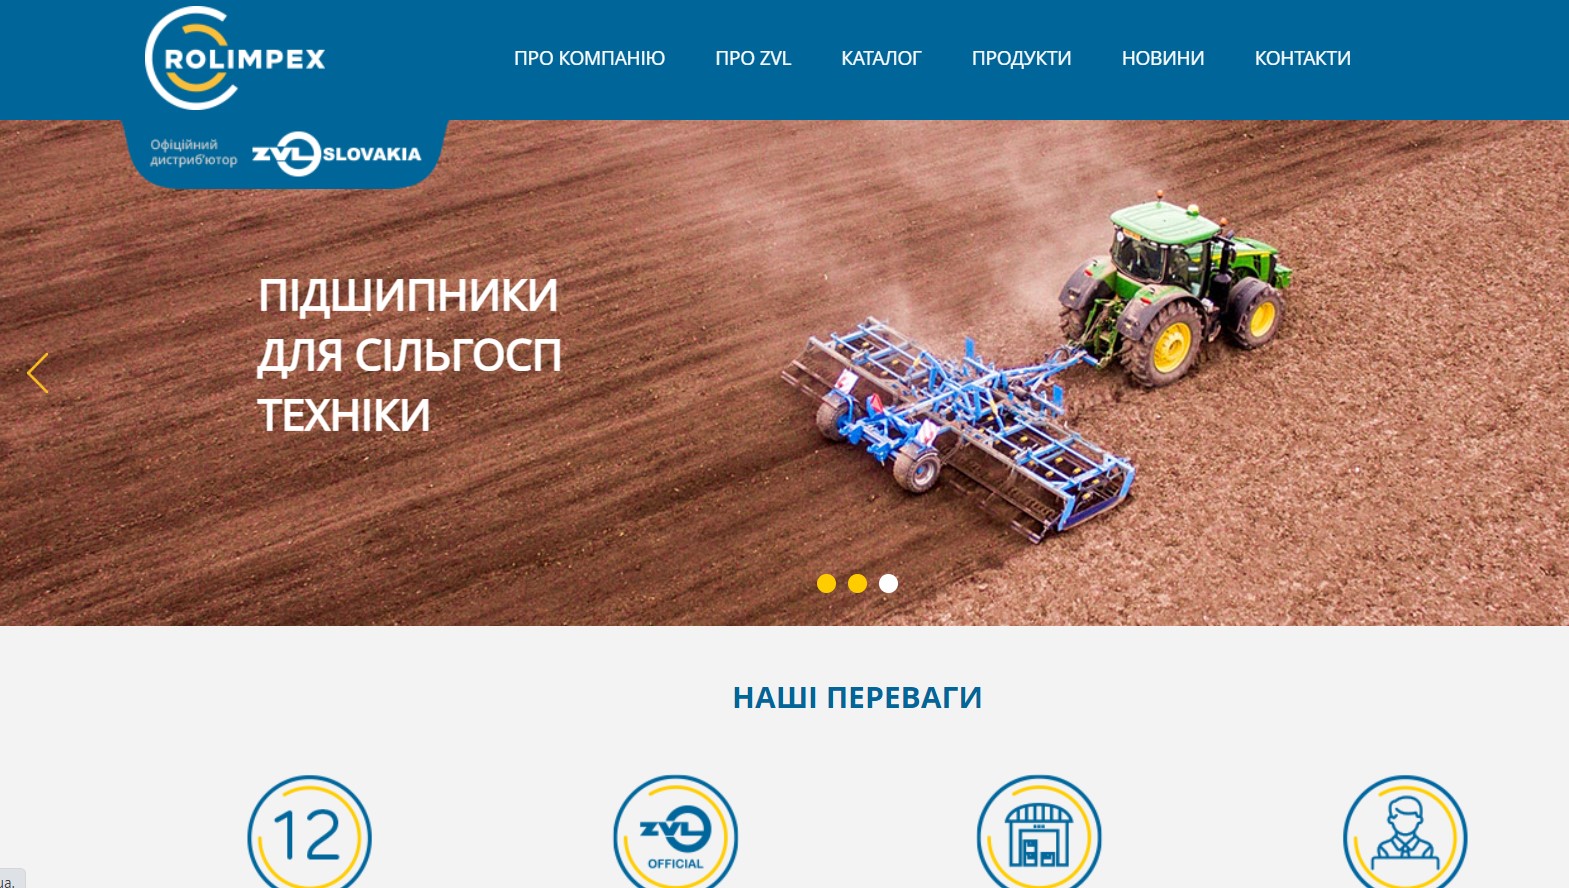 ROLIMPEX
ПРО КОМПАНІЮ
ПРО ZVL
КАТАЛОГ
ПРОДУКТИ
НОВИНИ
КОНТАКТИ
Офіційний
дистриб'ютор
ZVL SLOVAKIA
ПІДШИПНИКИ
ДЛЯ СІЛЬГОСП
ТЕХНІКИ
НАШІ ПЕРЕВАГИ
12
ZVL
OFFICIAL
ua.